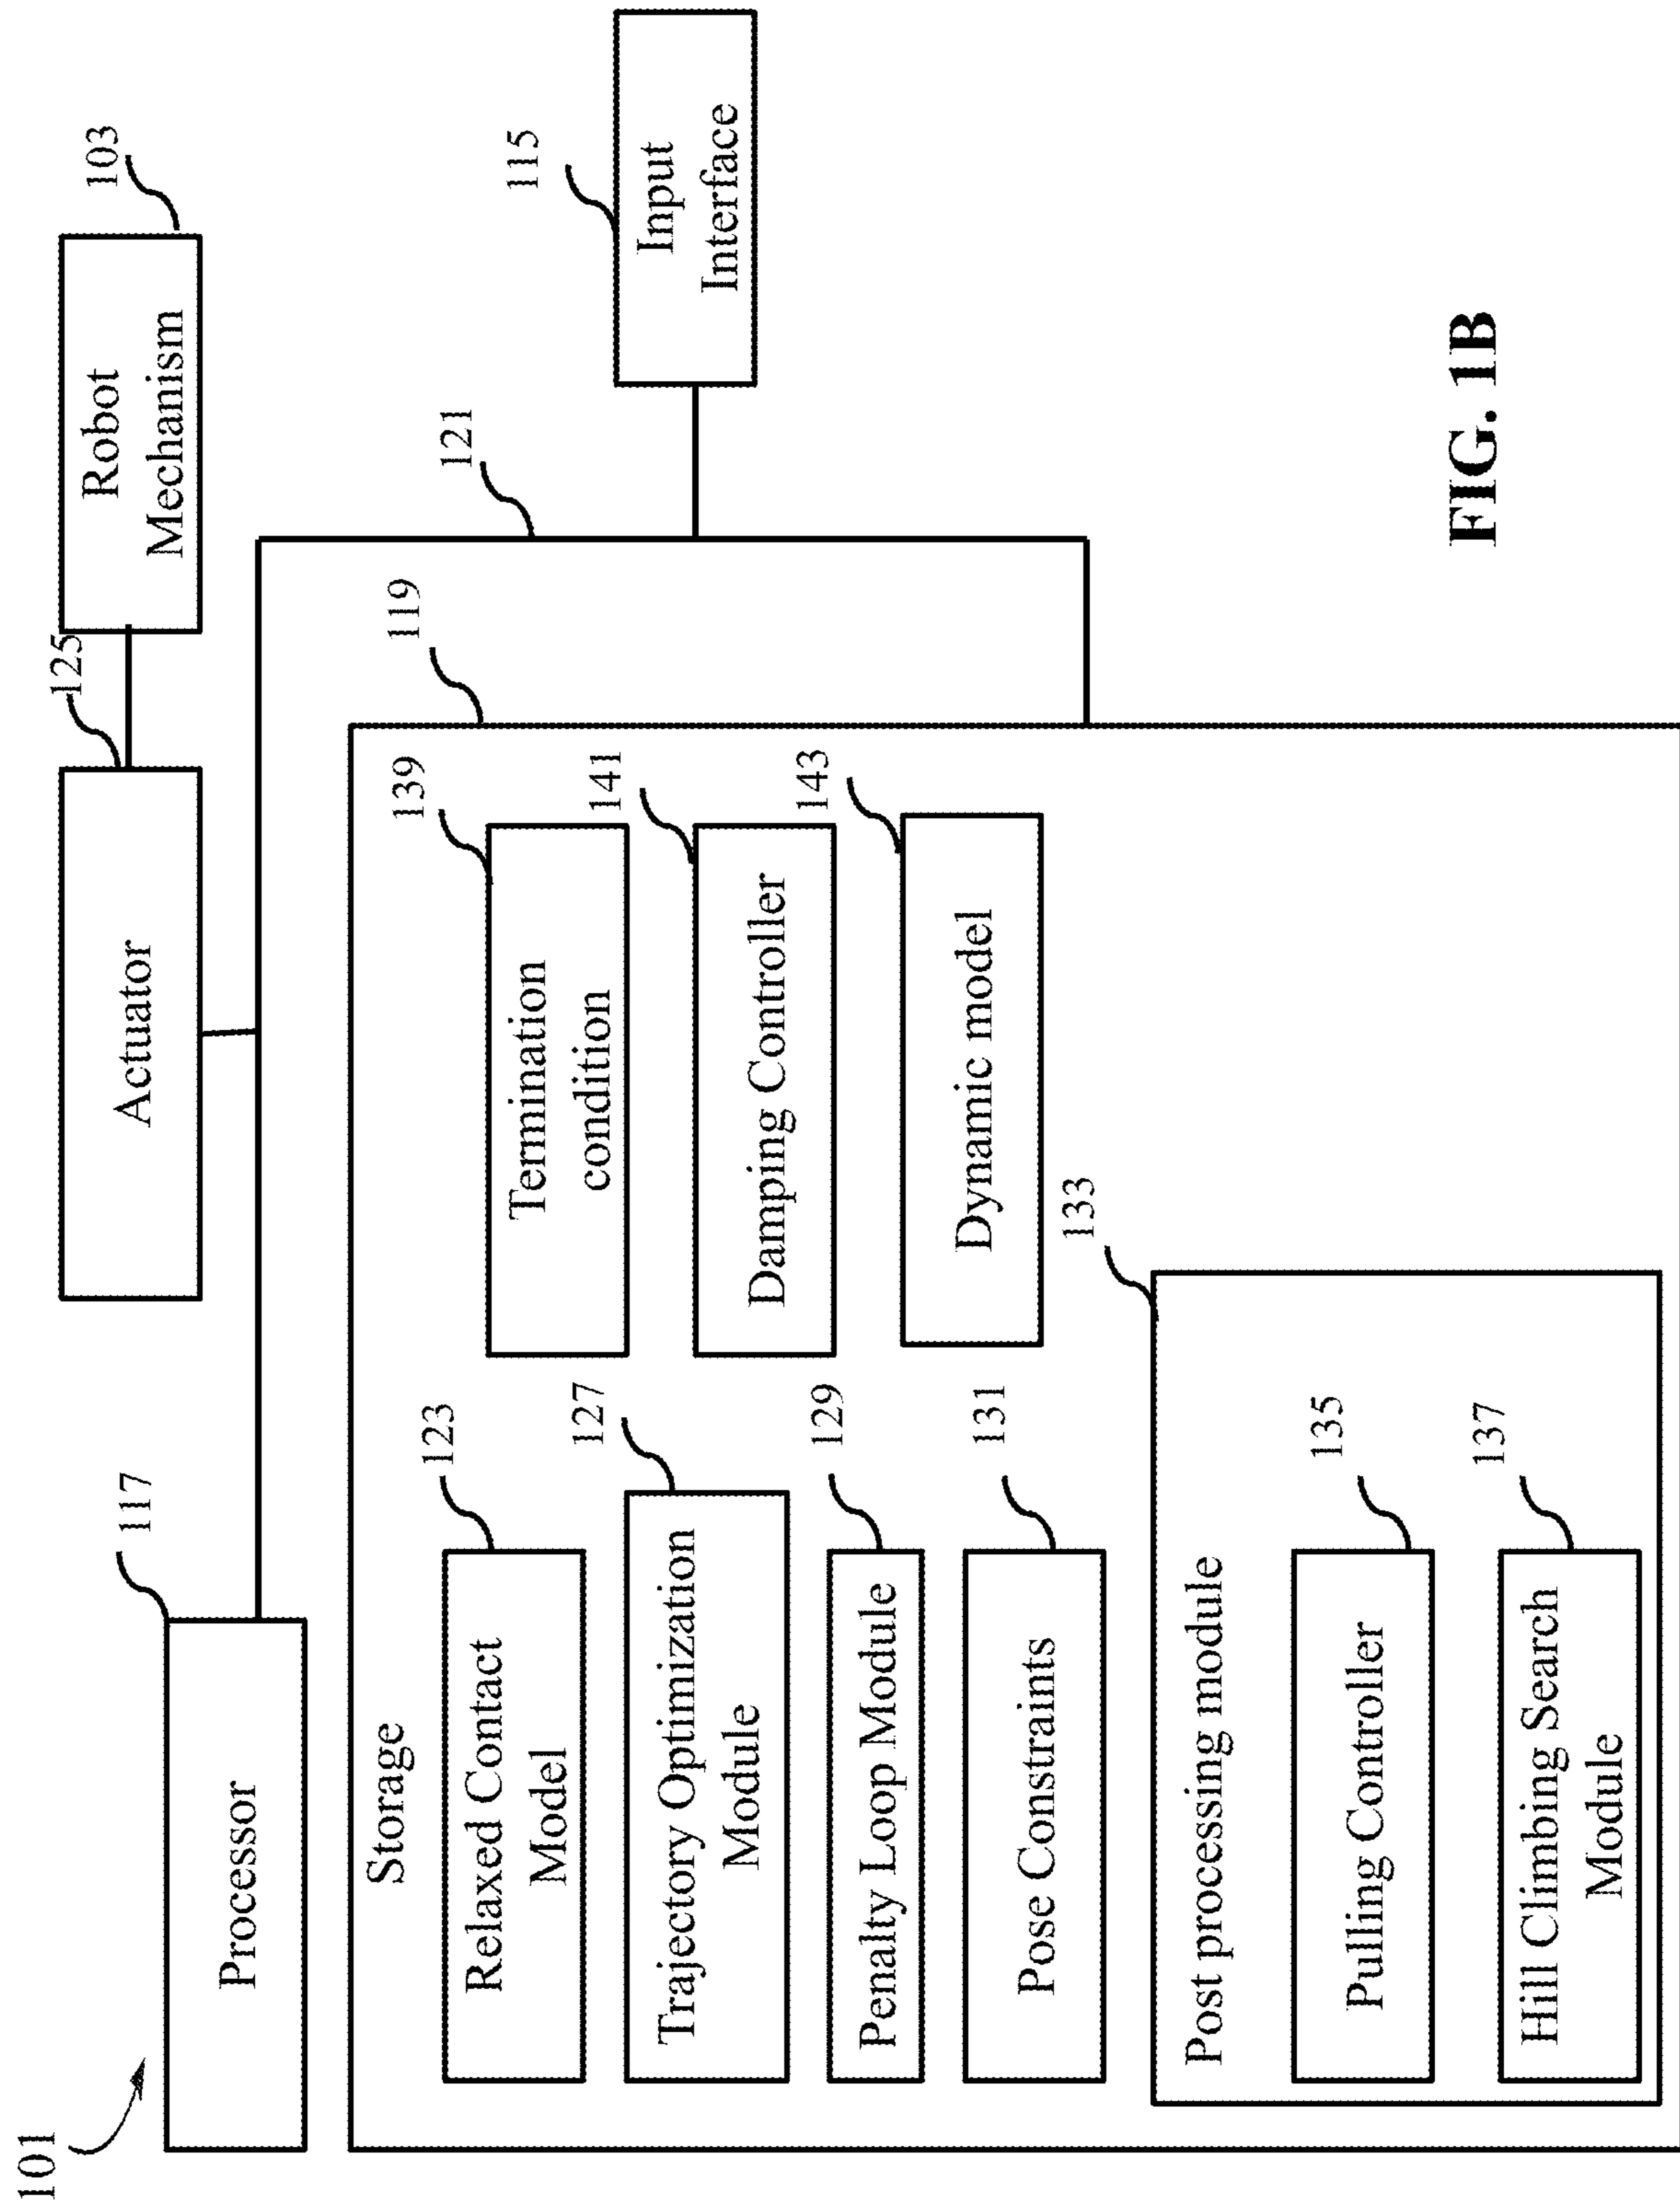 101
117
Processor
Actuator
125
Robot
Mechanism
103
121
115
Input
Interface
119
Storage
123
Relaxed Contact
Model
127
Trajectory Optimization
Module
129
Penalty Loop Module
131
Pose Constraints
139
Termination
condition
141
Damping Controller
143
Dynamic model
133
Post processing module
135
Pulling Controller
137
Hill Climbing Search
Module
FIG. 1B